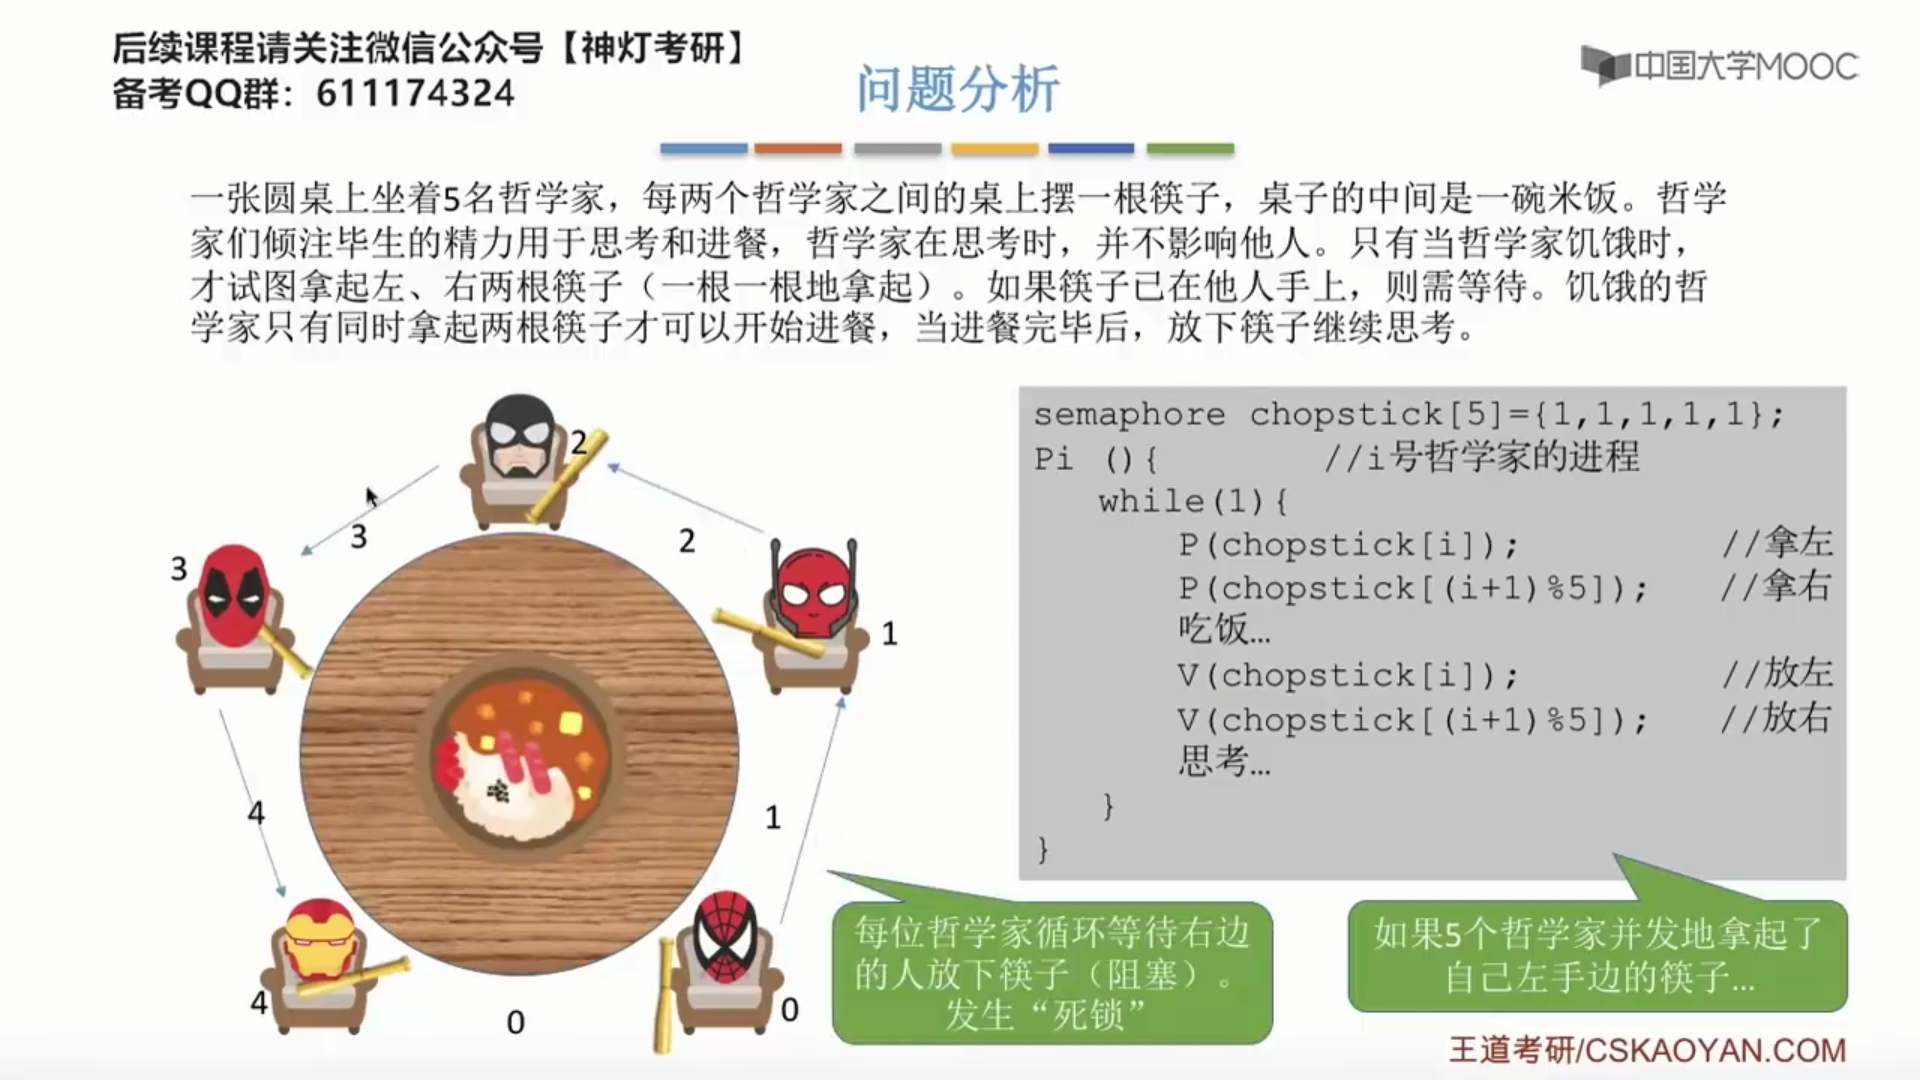 后续课程请关注微信公众号【神灯考研】
备考QQ群：611174324
中国大学MOOC
问题分析
一张圆桌上坐着5名哲学家，每两个哲学家之间的桌上摆一根筷子，桌子的中间是一碗米饭。哲学
家们倾注毕生的精力用于思考和进餐，哲学家在思考时，并不影响他人。只有当哲学家饥饿时，
才试图拿起左、右两根筷子（一根一根地拿起）。如果筷子已在他人手上，则需等待。饥饿的哲
学家只有同时拿起两根筷子才可以开始进餐，当进餐完毕后，放下筷子继续思考。
2
3
2
3
1
4
1
4
0
0
semaphore chopstick[5]={1,1,1,1,1};
Pi (){ //i号哲学家的进程
while(1){
P(chopstick[i]); //拿左
P(chopstick[(i+1)%5]); //拿右
吃饭…
V(chopstick[i]); //放左
V(chopstick[(i+1)%5]); //放右
思考…
}
}
每位哲学家循环等待右边
的人放下筷子（阻塞）。
发生“死锁”
如果5个哲学家并发地拿起了
自己左手边的筷子…
王道考研/CSKAOYAN.COM